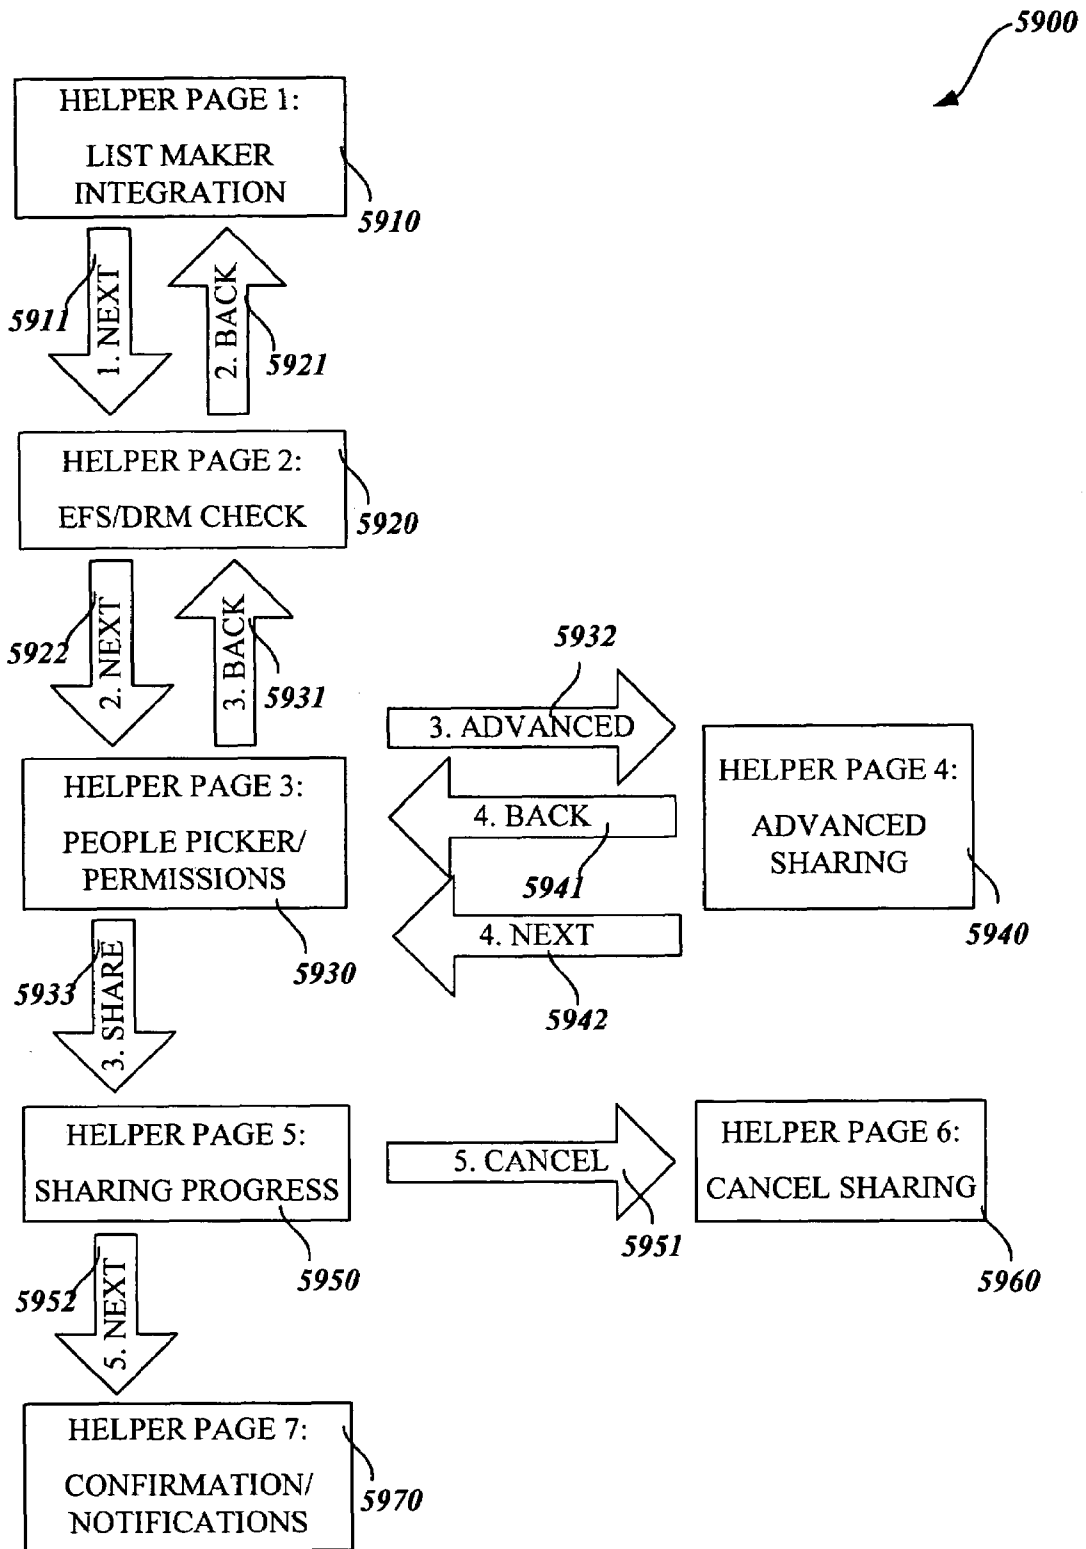 5900
HELPER PAGE 1:
LIST MAKER
INTEGRATION
5910
5911
1. NEXT
2. BACK
5921
HELPER PAGE 2:
EFS/DRM CHECK
5920
5922
2. NEXT
3. BACK
5931
5932
3. ADVANCED
HELPER PAGE 3:
PEOPLE PICKER/
PERMISSIONS
5930
4. BACK
5941
4. NEXT
5942
HELPER PAGE 4:
ADVANCED
SHARING
5940
5933
3. SHARE
HELPER PAGE 5:
SHARING PROGRESS
5950
5. CANCEL
5951
HELPER PAGE 6:
CANCEL SHARING
5960
5952
5. NEXT
HELPER PAGE 7:
CONFIRMATION/
NOTIFICATIONS
5970